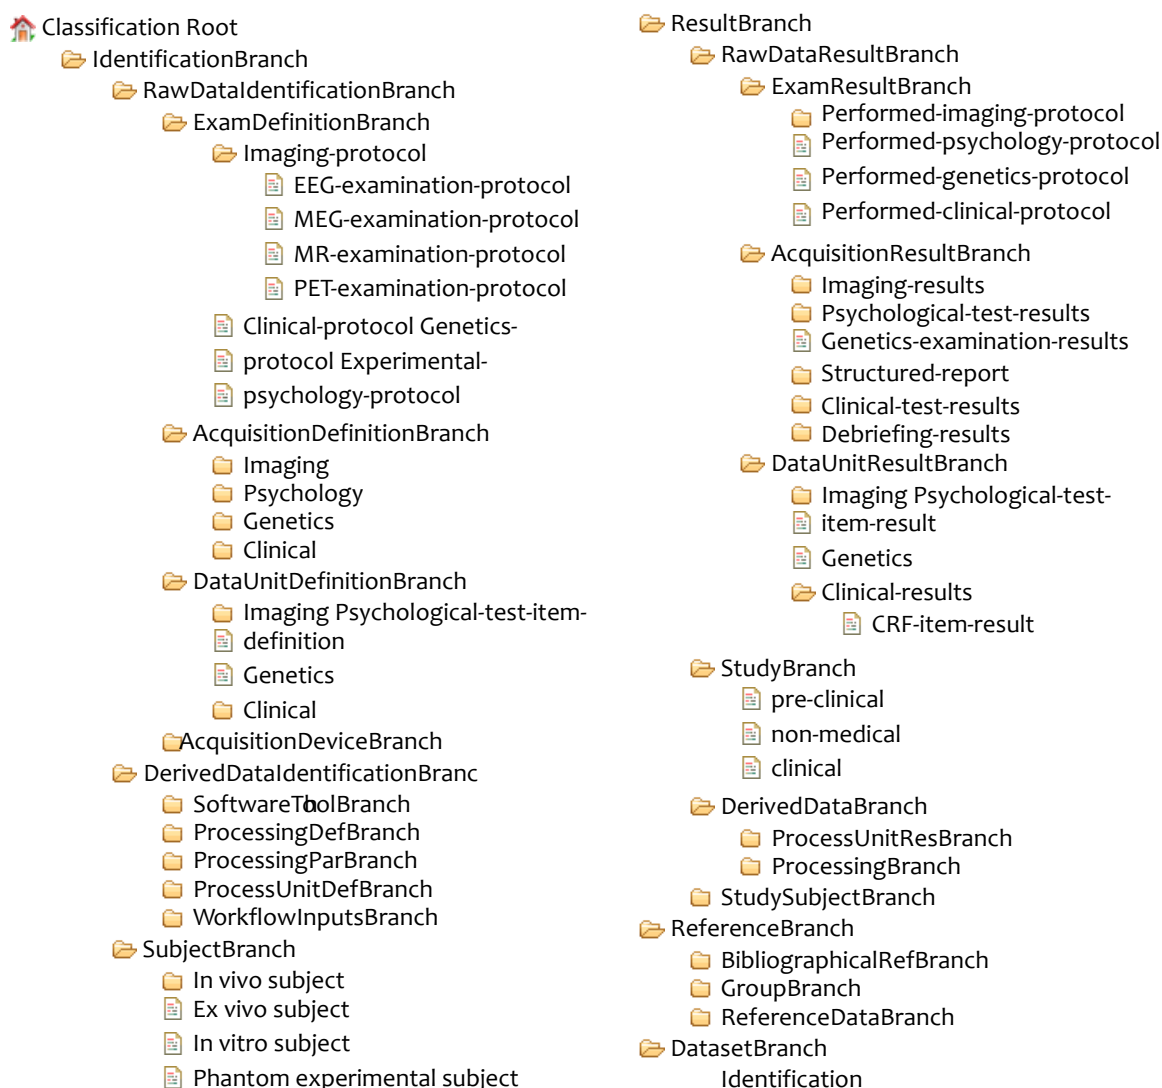 Classification Root
IdentificationBranch
RawDataIdentificationBranch
ExamDefinitionBranch
Imaging-protocol
EEG-examination-protocol
MEG-examination-protocol
MR-examination-protocol
PET-examination-protocol
Clinical-protocol Genetics-
protocol Experimental-
psychology-protocol
AcquisitionDefinitionBranch
Imaging
Psychology
Genetics
Clinical
DataUnitDefinitionBranch
Imaging Psychological-test-item-
definition
Genetics
Clinical
AcquisitionDeviceBranch
DerivedDataIdentificationBranc
SoftwareToolBranch
ProcessingDefBranch
ProcessingParBranch
ProcessUnitDefBranch
WorkflowInputsBranch
SubjectBranch
In vivo subject
Ex vivo subject
In vitro subject
Phantom experimental subject
ResultBranch
RawDataResultBranch
ExamResultBranch
Performed-imaging-protocol
Performed-psychology-protocol
Performed-genetics-protocol
Performed-clinical-protocol
AcquisitionResultBranch
Imaging-results
Psychological-test-results
Genetics-examination-results
Structured-report
Clinical-test-results
Debriefing-results
DataUnitResultBranch
Imaging Psychological-test-
item-result
Genetics
Clinical-results
CRF-item-result
StudyBranch
pre-clinical
non-medical
clinical
DerivedDataBranch
ProcessUnitResBranch
ProcessingBranch
StudySubjectBranch
ReferenceBranch
BibliographicalRefBranch
GroupBranch
ReferenceDataBranch
DatasetBranch
Identification